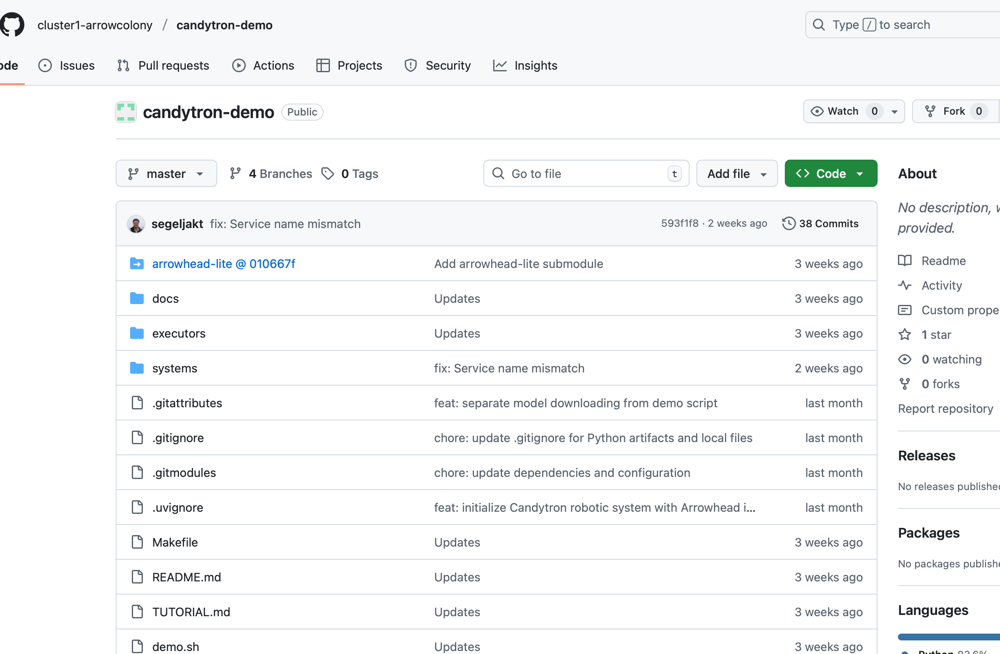 cluster1-arrowcolony / candytron-demo
Type / to search
ode Issues Pull requests Actions Projects Security Insights
candytron-demo Public
Watch 0 Fork 0
master 4 Branches 0 Tags Go to file t Add file Code
segeljakt fix: Service name mismatch 593f1f8 · 2 weeks ago 38 Commits
arrowhead-lite @ 010667f Add arrowhead-lite submodule 3 weeks ago
docs Updates 3 weeks ago
executors Updates 3 weeks ago
systems fix: Service name mismatch 2 weeks ago
.gitattributes feat: separate model downloading from demo script last month
.gitignore chore: update .gitignore for Python artifacts and local files last month
.gitmodules chore: update dependencies and configuration last month
.uvignore feat: initialize Candytron robotic system with Arrowhead i... last month
Makefile Updates 3 weeks ago
README.md Updates 3 weeks ago
TUTORIAL.md Updates 3 weeks ago
demo.sh Updates 3 weeks ago
About
No description, w
provided.
Readme
Activity
Custom prope
1 star
0 watching
0 forks
Report repository
Releases
No releases published
Packages
No packages publishe
Languages
Python 83.6%